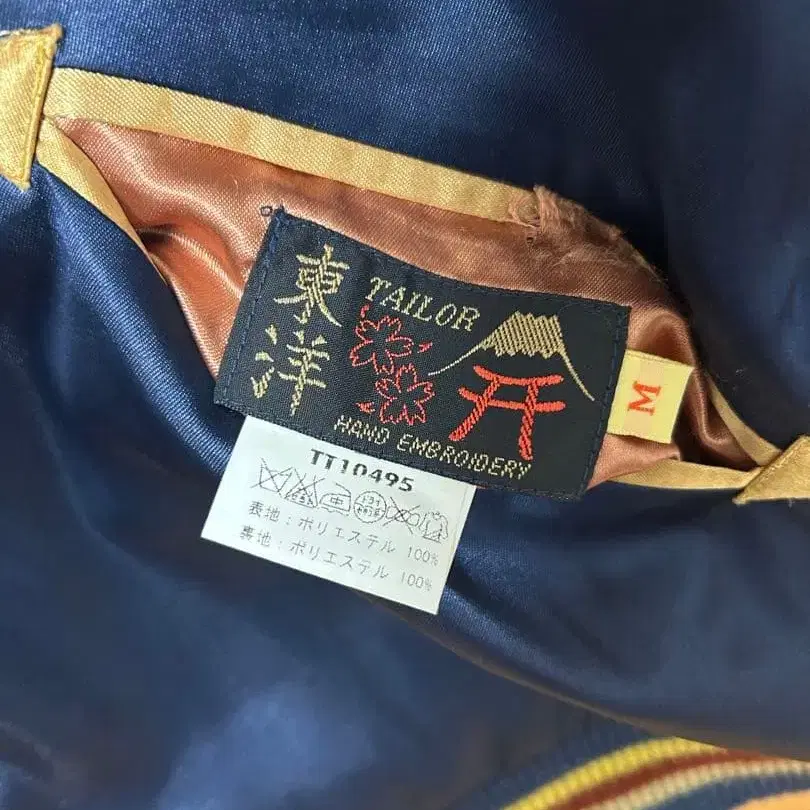 東洋
TAILOR
HAND EMBROIDERY
M
TT10495
中
表地:ポリエステル 100%
裏地:ポリエステル 100%